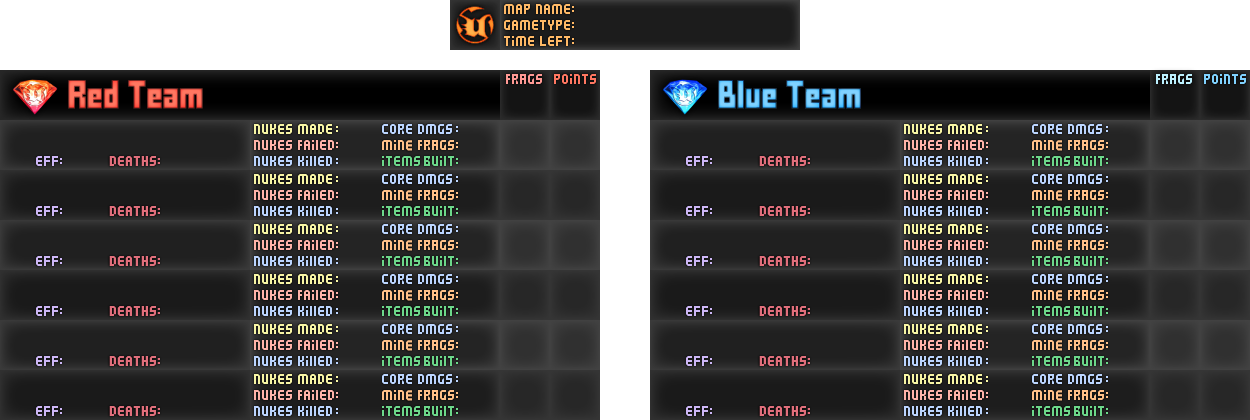 MAP NAME:
GAMETYPE:
TiME LEFT:
Red Team FRAGS POiNTS
NUKES MADE: CORE DMGS:
NUKES FAiLED: MiNE FRAGS:
EFF: DEATHS: NUKES KiLLED: iTEMS BUiLT:
NUKES MADE: CORE DMGS:
NUKES FAiLED: MiNE FRAGS:
EFF: DEATHS: NUKES KiLLED: iTEMS BUiLT:
NUKES MADE: CORE DMGS:
NUKES FAiLED: MiNE FRAGS:
EFF: DEATHS: NUKES KiLLED: iTEMS BUiLT:
NUKES MADE: CORE DMGS:
NUKES FAiLED: MiNE FRAGS:
EFF: DEATHS: NUKES KiLLED: iTEMS BUiLT:
NUKES MADE: CORE DMGS:
NUKES FAiLED: MiNE FRAGS:
EFF: DEATHS: NUKES KiLLED: iTEMS BUiLT:
NUKES MADE: CORE DMGS:
NUKES FAiLED: MiNE FRAGS:
EFF: DEATHS: NUKES KiLLED: iTEMS BUiLT:
Blue Team FRAGS POiNTS
NUKES MADE: CORE DMGS:
NUKES FAiLED: MiNE FRAGS:
EFF: DEATHS: NUKES KiLLED: iTEMS BUiLT:
NUKES MADE: CORE DMGS:
NUKES FAiLED: MiNE FRAGS:
EFF: DEATHS: NUKES KiLLED: iTEMS BUiLT:
NUKES MADE: CORE DMGS:
NUKES FAiLED: MiNE FRAGS:
EFF: DEATHS: NUKES KiLLED: iTEMS BUiLT:
NUKES MADE: CORE DMGS:
NUKES FAiLED: MiNE FRAGS:
EFF: DEATHS: NUKES KiLLED: iTEMS BUiLT:
NUKES MADE: CORE DMGS:
NUKES FAiLED: MiNE FRAGS:
EFF: DEATHS: NUKES KiLLED: iTEMS BUiLT:
NUKES MADE: CORE DMGS:
NUKES FAiLED: MiNE FRAGS:
EFF: DEATHS: NUKES KiLLED: iTEMS BUiLT: